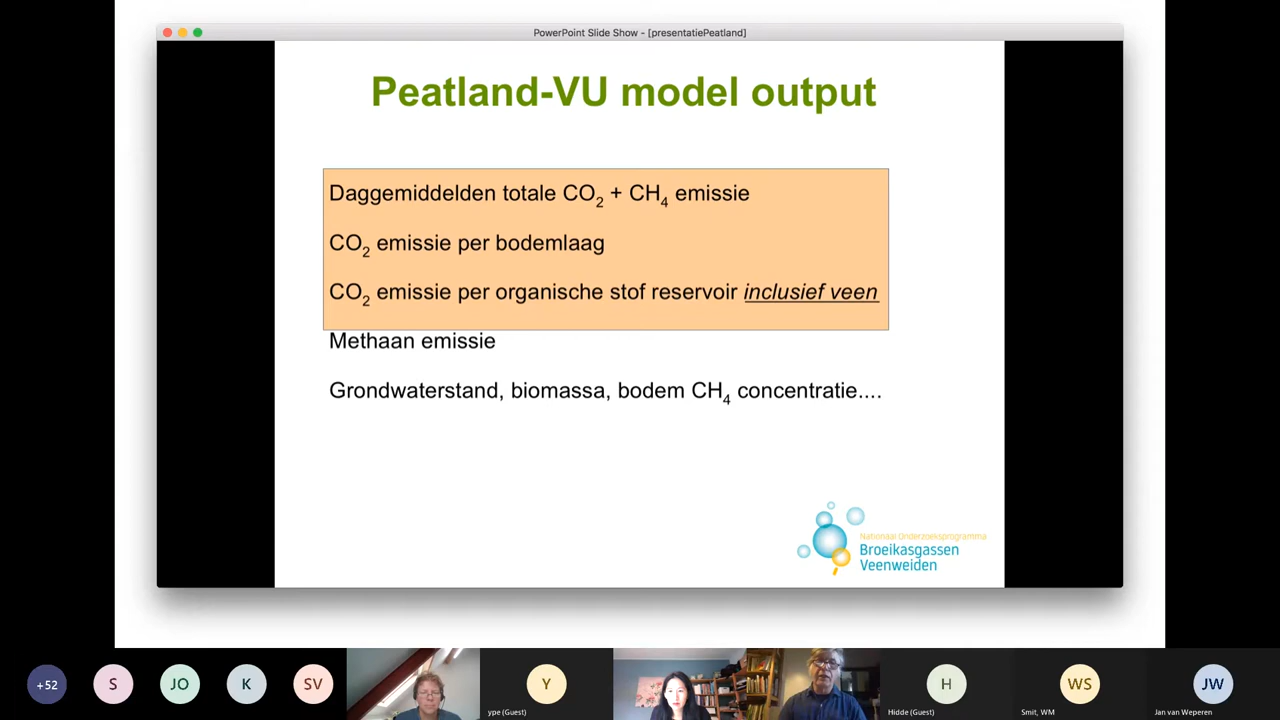 PowerPoint Slide Show - [presentatiePeatland]
Peatland-VU model output
Daggemiddelden totale CO2 + CH4 emissie
CO2 emissie per bodemlaag
CO2 emissie per organische stof reservoir inclusief veen
Methaan emissie
Grondwaterstand, biomassa, bodem CH4 concentratie....
Nationaal Onderzoeksprogramma
Broeikasgassen
Veenweiden
+52
S
JO
K
SV
Y
H
WS
JW
ype (Guest)
Hidde (Guest)
Smit, WM
Jan van Weperen